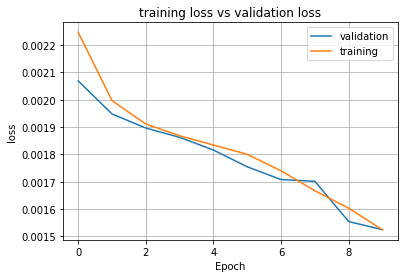 training loss vs validation loss
validation
training
0.0022
0.0021
0.0020
0.0019
0.0018
0.0017
0.0016
0.0015
loss
0 2 4 6 8
Epoch